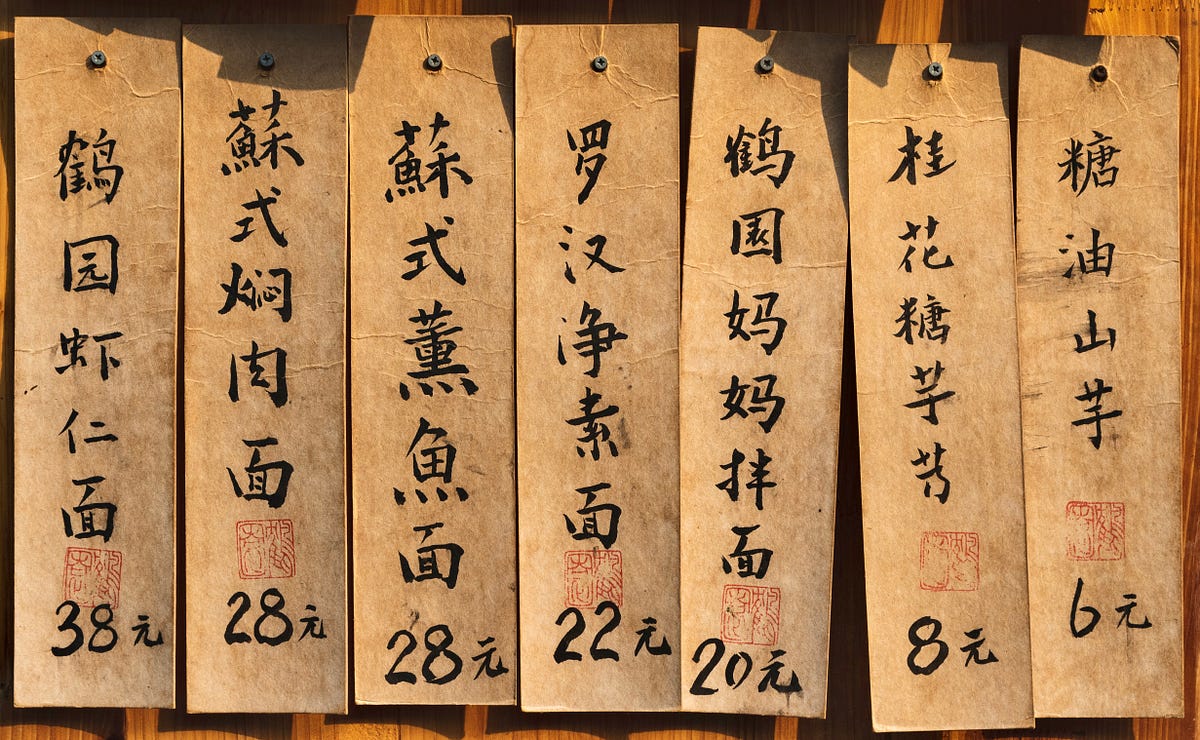 鹤园虾仁面
38元
蘇式焖肉面
28元
蘇式薰魚面
28元
罗汉净素面
22元
鹤園妈妈拌面
20元
桂花糖芋艿
8元
糖油山芋
6元